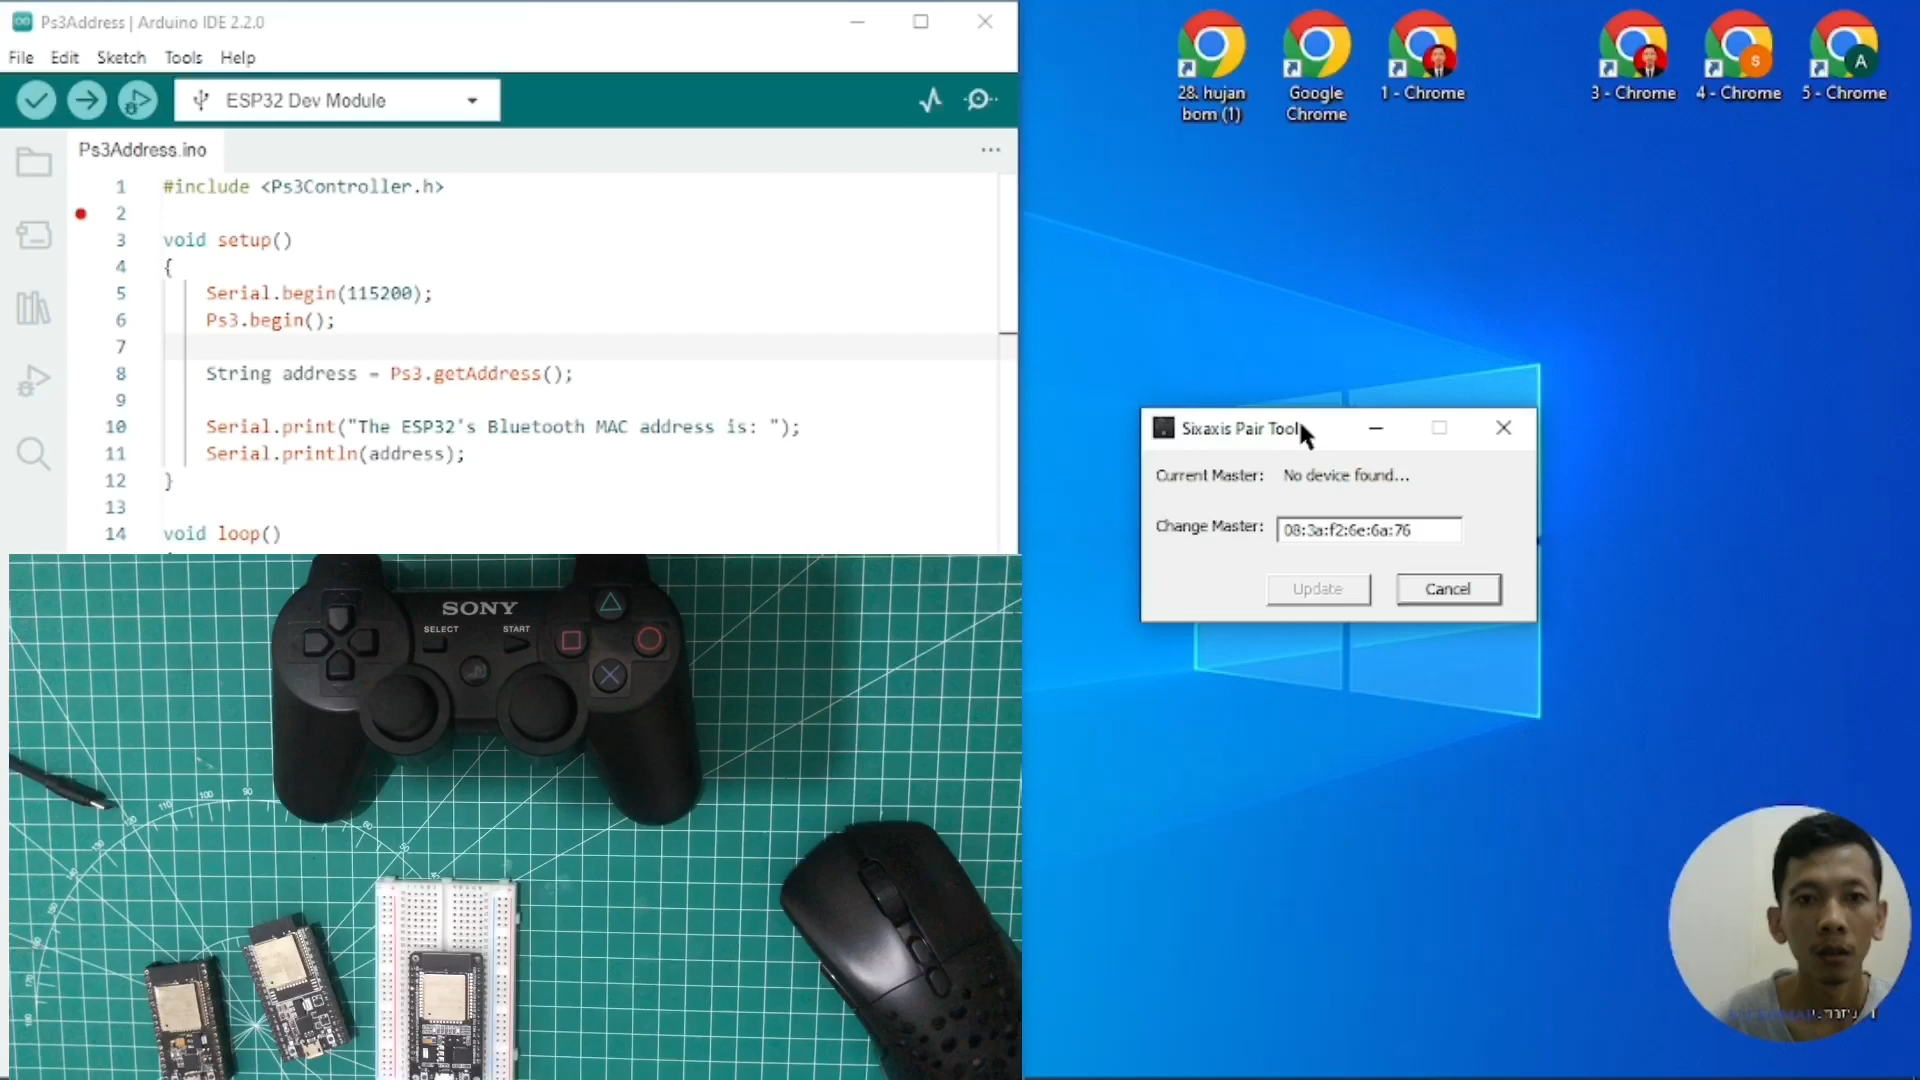 Ps3Address | Arduino IDE 2.2.0
File Edit Sketch Tools Help
ESP32 Dev Module
Ps3Address.ino
1 #include <Ps3Controller.h>
2
3 void setup()
4 {
5 Serial.begin(115200);
6 Ps3.begin();
7
8 String address = Ps3.getAddress();
9
10 Serial.print("The ESP32's Bluetooth MAC address is: ");
11 Serial.println(address);
12 }
13
14 void loop()
28. hujan
bom (1)
Google
Chrome
1 - Chrome
3 - Chrome
S
4 - Chrome
A
5 - Chrome
Sixaxis Pair Tool
Current Master: No device found...
Change Master: 08:3a:f2:6e:6a:76
Update Cancel
SONY
SELECT START
110 100 90
60